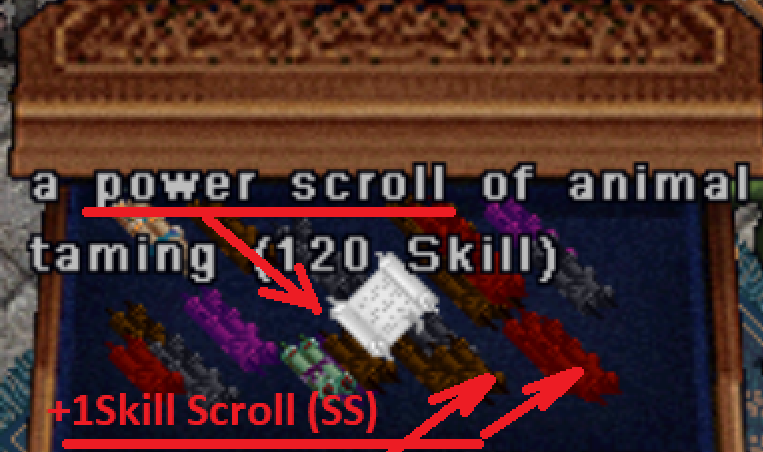 a power scroll of animal
taming (120 Skill)
+1Skill Scroll (SS)